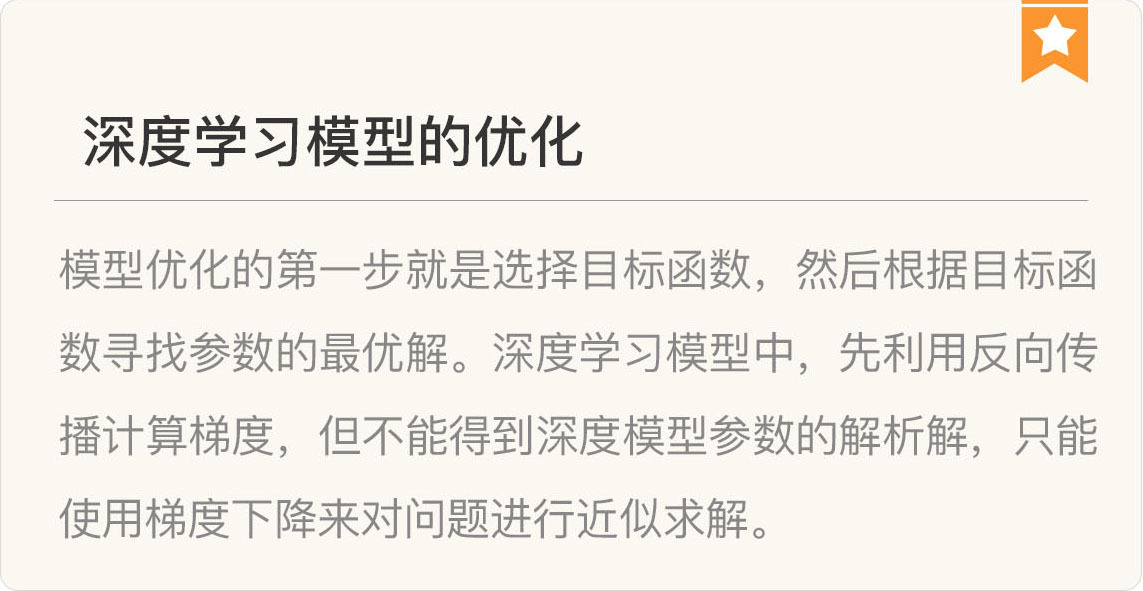 深度学习模型的优化
模型优化的第一步就是选择目标函数，然后根据目标函
数寻找参数的最优解。深度学习模型中，先利用反向传
播计算梯度，但不能得到深度模型参数的解析解，只能
使用梯度下降来对问题进行近似求解。